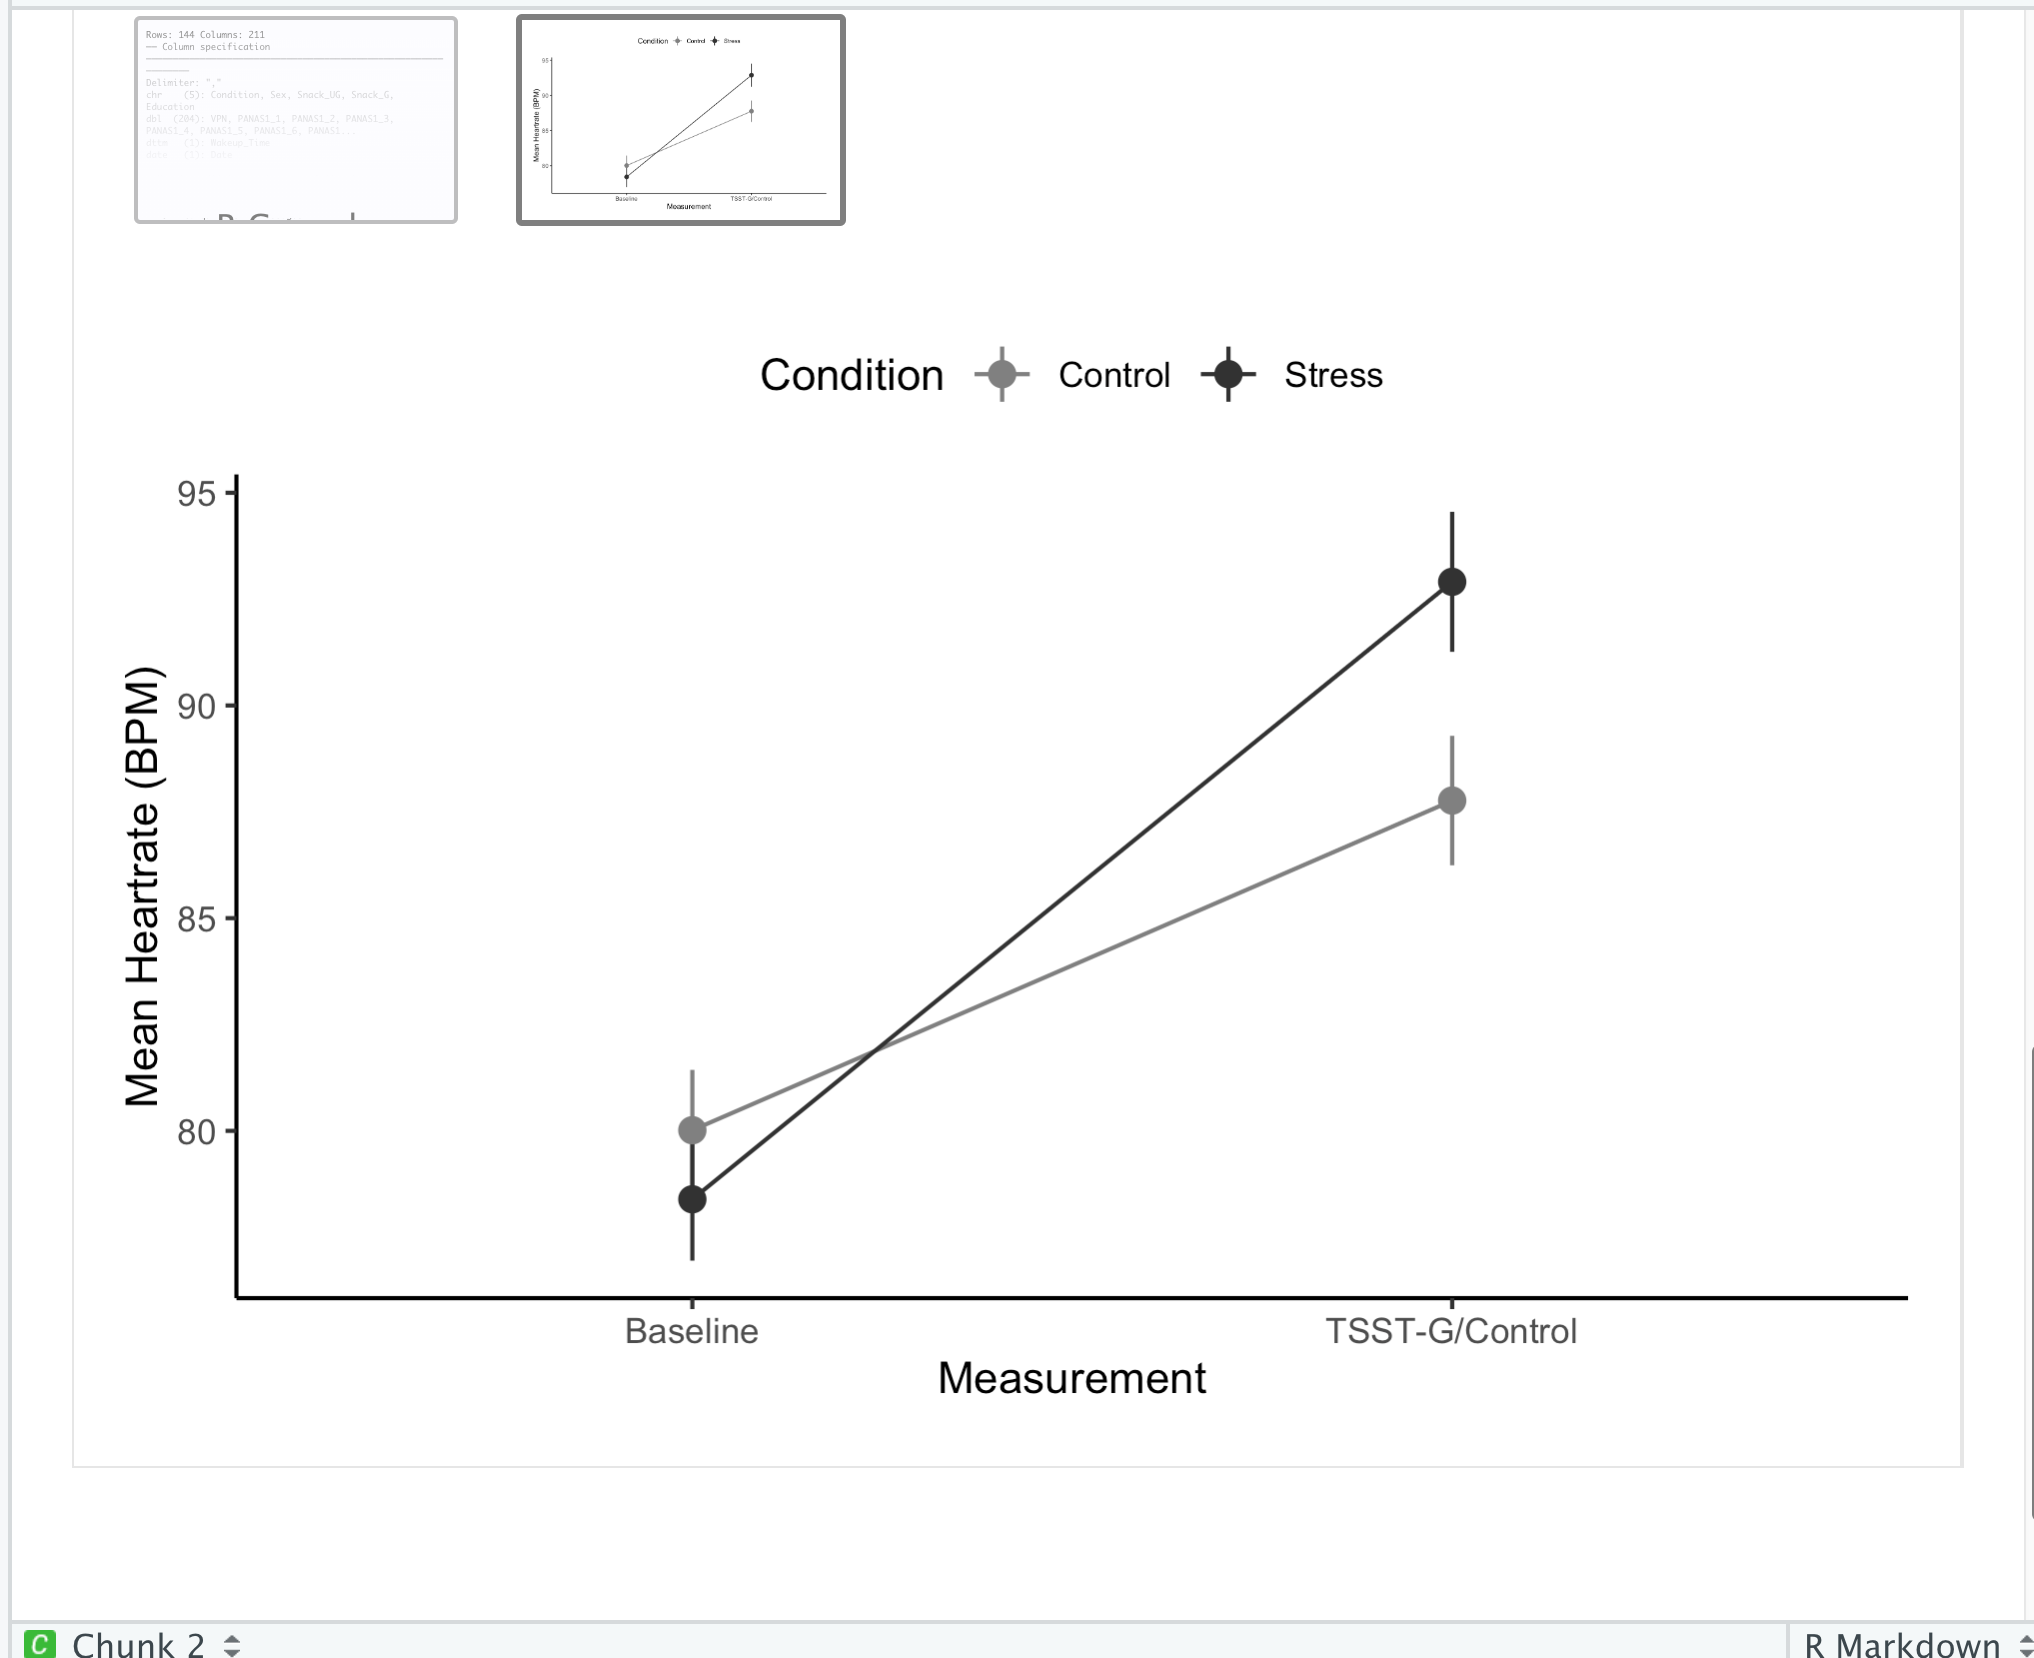 Rows: 144 Columns: 211
── Column specification
Delimiter: ","
chr (5): Condition, Sex, Snack_UG, Snack_G,
Education
dbl (204): VPN, PANAS1_1, PANAS1_2, PANAS1_3,
PANAS1_4, PANAS1_5, PANAS1_6, PANAS1...
dttm (1): Wakeup_Time
date (1): Date
Condition Control Stress
95
90
85
80
Mean Heartrate (BPM)
Baseline TSST-G/Control
Measurement
Condition Control Stress
95
90
85
80
Mean Heartrate (BPM)
Baseline TSST-G/Control
Measurement
C Chunk 2
R Markdown